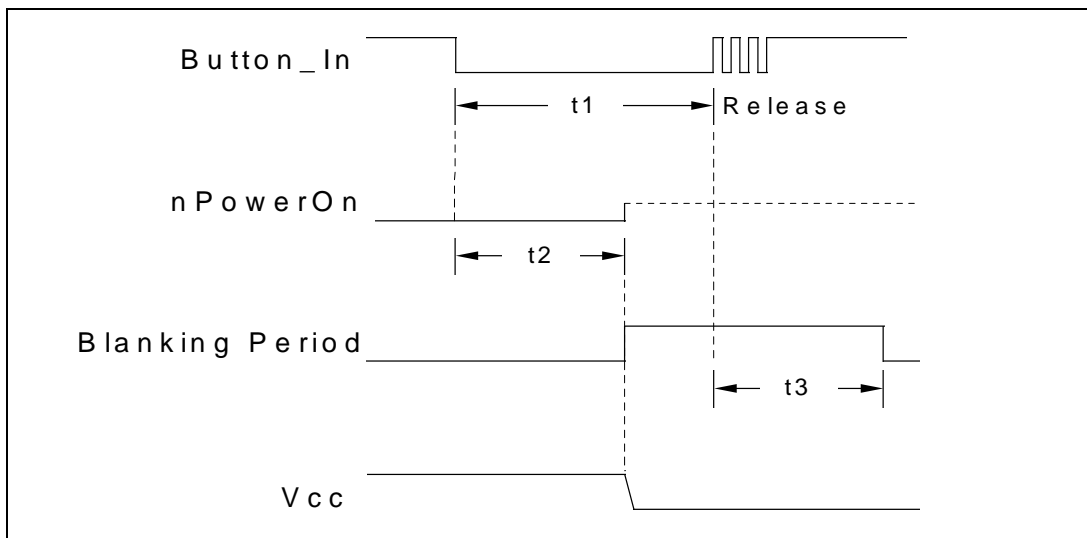 Button_In
t1
Release
nPowerOn
t2
Blanking Period
t3
Vcc